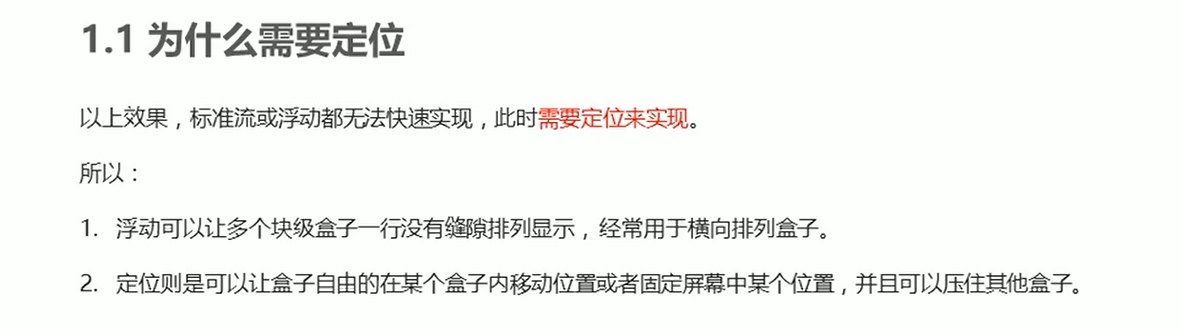 1.1 为什么需要定位
以上效果，标准流或浮动都无法快速实现，此时需要定位来实现。
所以：
1. 浮动可以让多个块级盒子一行没有缝隙排列显示，经常用于横向排列盒子。
2. 定位则是可以让盒子自由的在某个盒子内移动位置或者固定屏幕中某个位置，并且可以压住其他盒子。